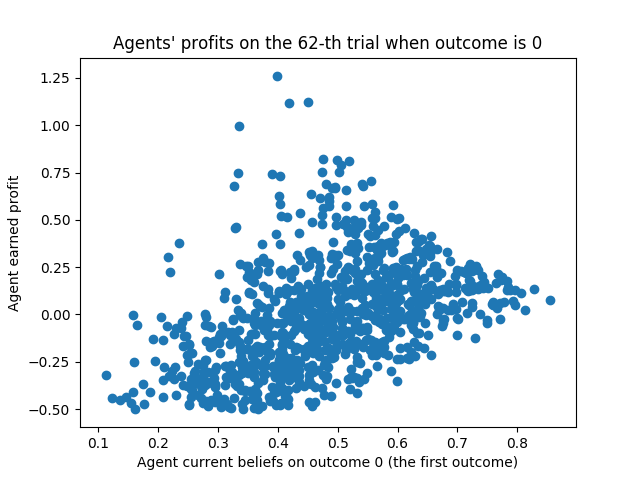 Agents' profits on the 62-th trial when outcome is 0
Agent earned profit
1.25
1.00
0.75
0.50
0.25
0.00
−0.25
−0.50
0.1 0.2 0.3 0.4 0.5 0.6 0.7 0.8
Agent current beliefs on outcome 0 (the first outcome)